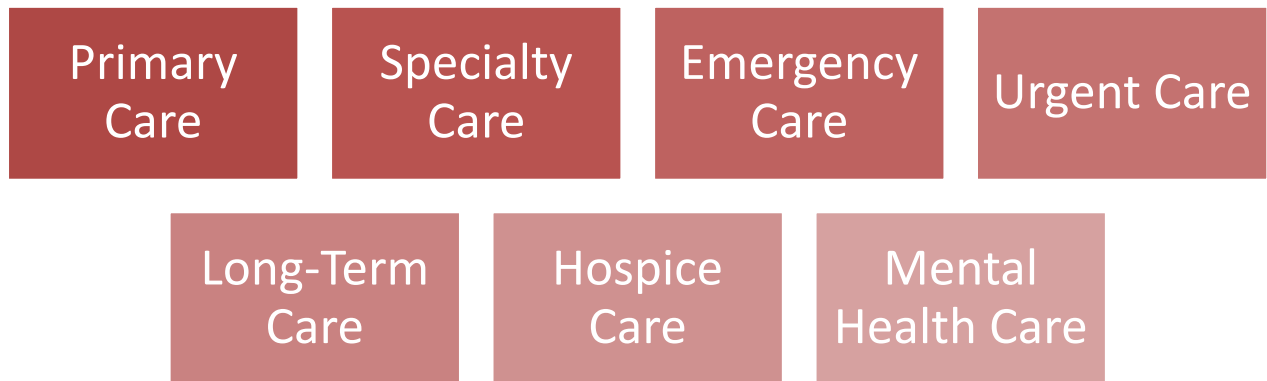 Primary
Care
Specialty
Care
Emergency
Care
Urgent Care
Long-Term
Care
Hospice
Care
Mental
Health Care